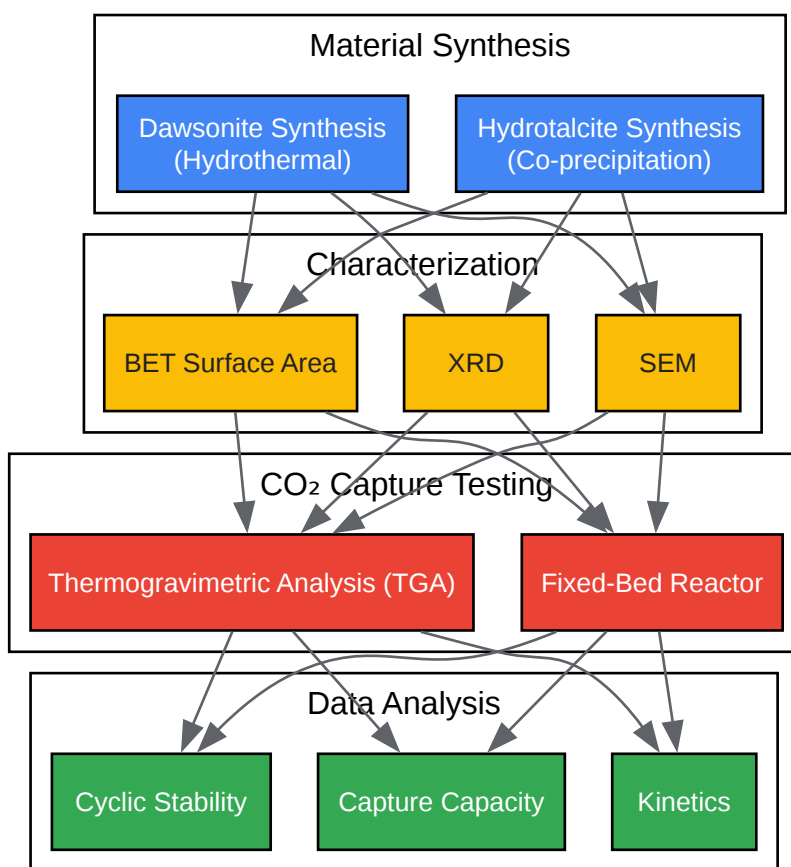 Material Synthesis
Dawsonite Synthesis
(Hydrothermal)
Hydrotalcite Synthesis
(Co-precipitation)
Characterization
BET Surface Area
XRD
SEM
CO₂ Capture Testing
Thermogravimetric Analysis (TGA)
Fixed-Bed Reactor
Data Analysis
Cyclic Stability
Capture Capacity
Kinetics